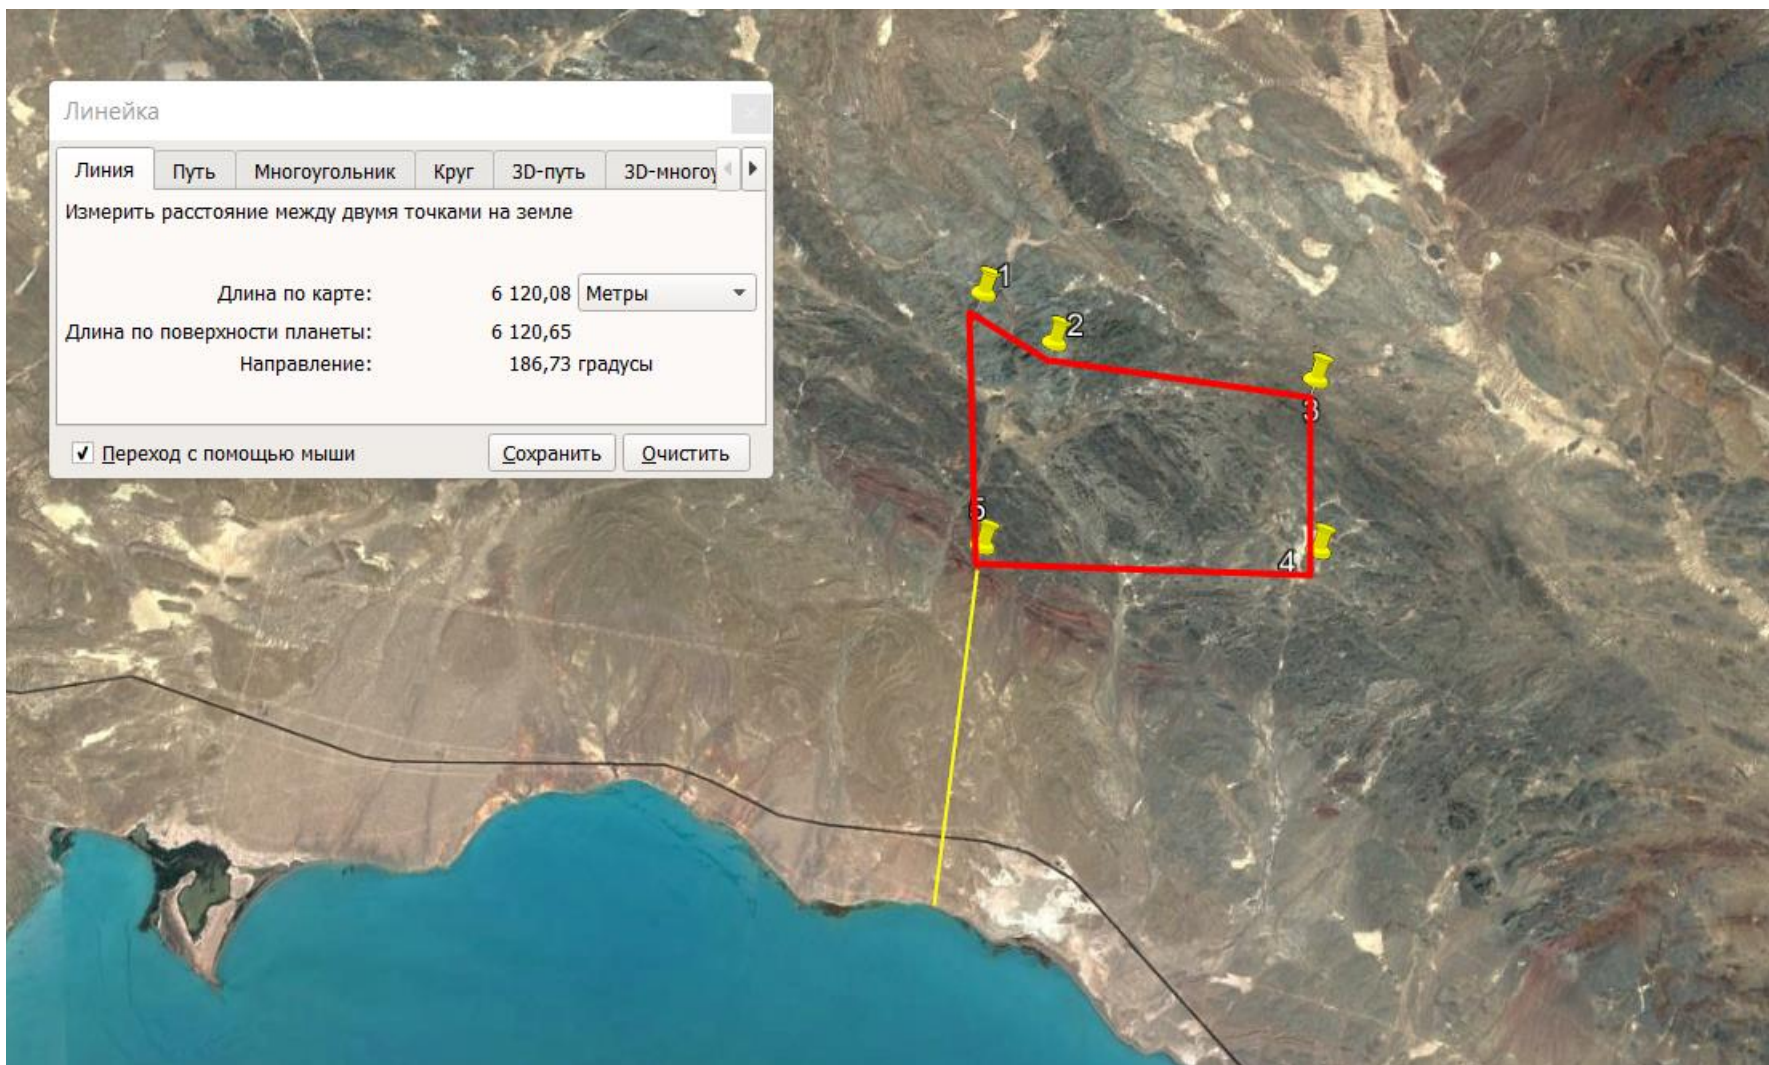 Линейка
Линия Путь Многоугольник Круг 3D-путь 3D-многоу
Измерить расстояние между двумя точками на земле
Длина по карте: 6 120,08 Метры
Длина по поверхности планеты: 6 120,65
Направление: 186,73 градусы
Переход с помощью мыши Сохранить Очистить
1
2
3
5
4